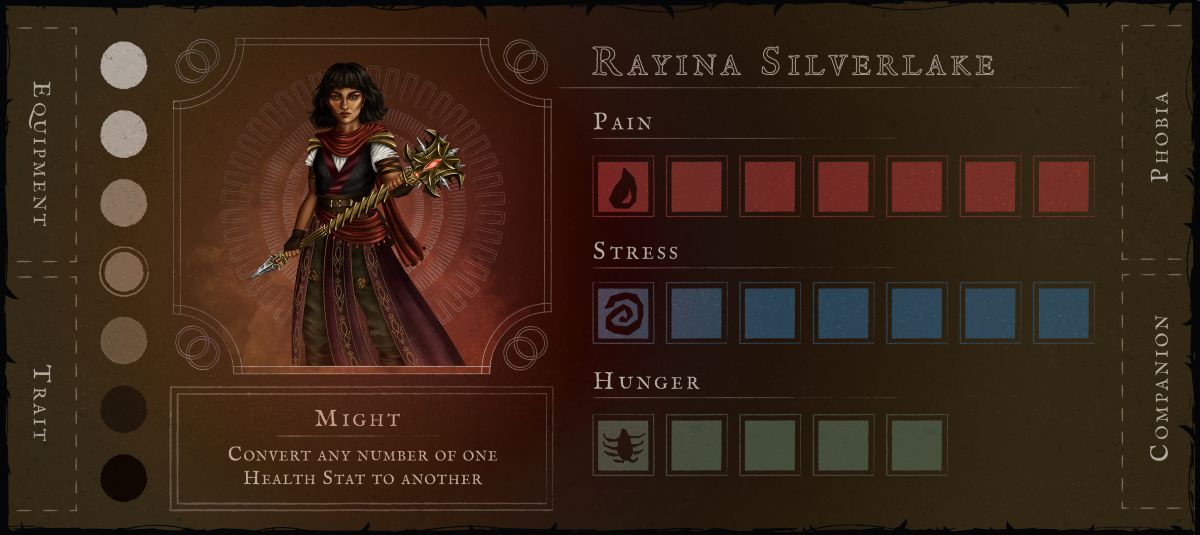 Equipment
Trait
Might
Convert any number of one
Health Stat to another
Rayina Silverlake
Pain
Stress
Hunger
Phobia
Companion